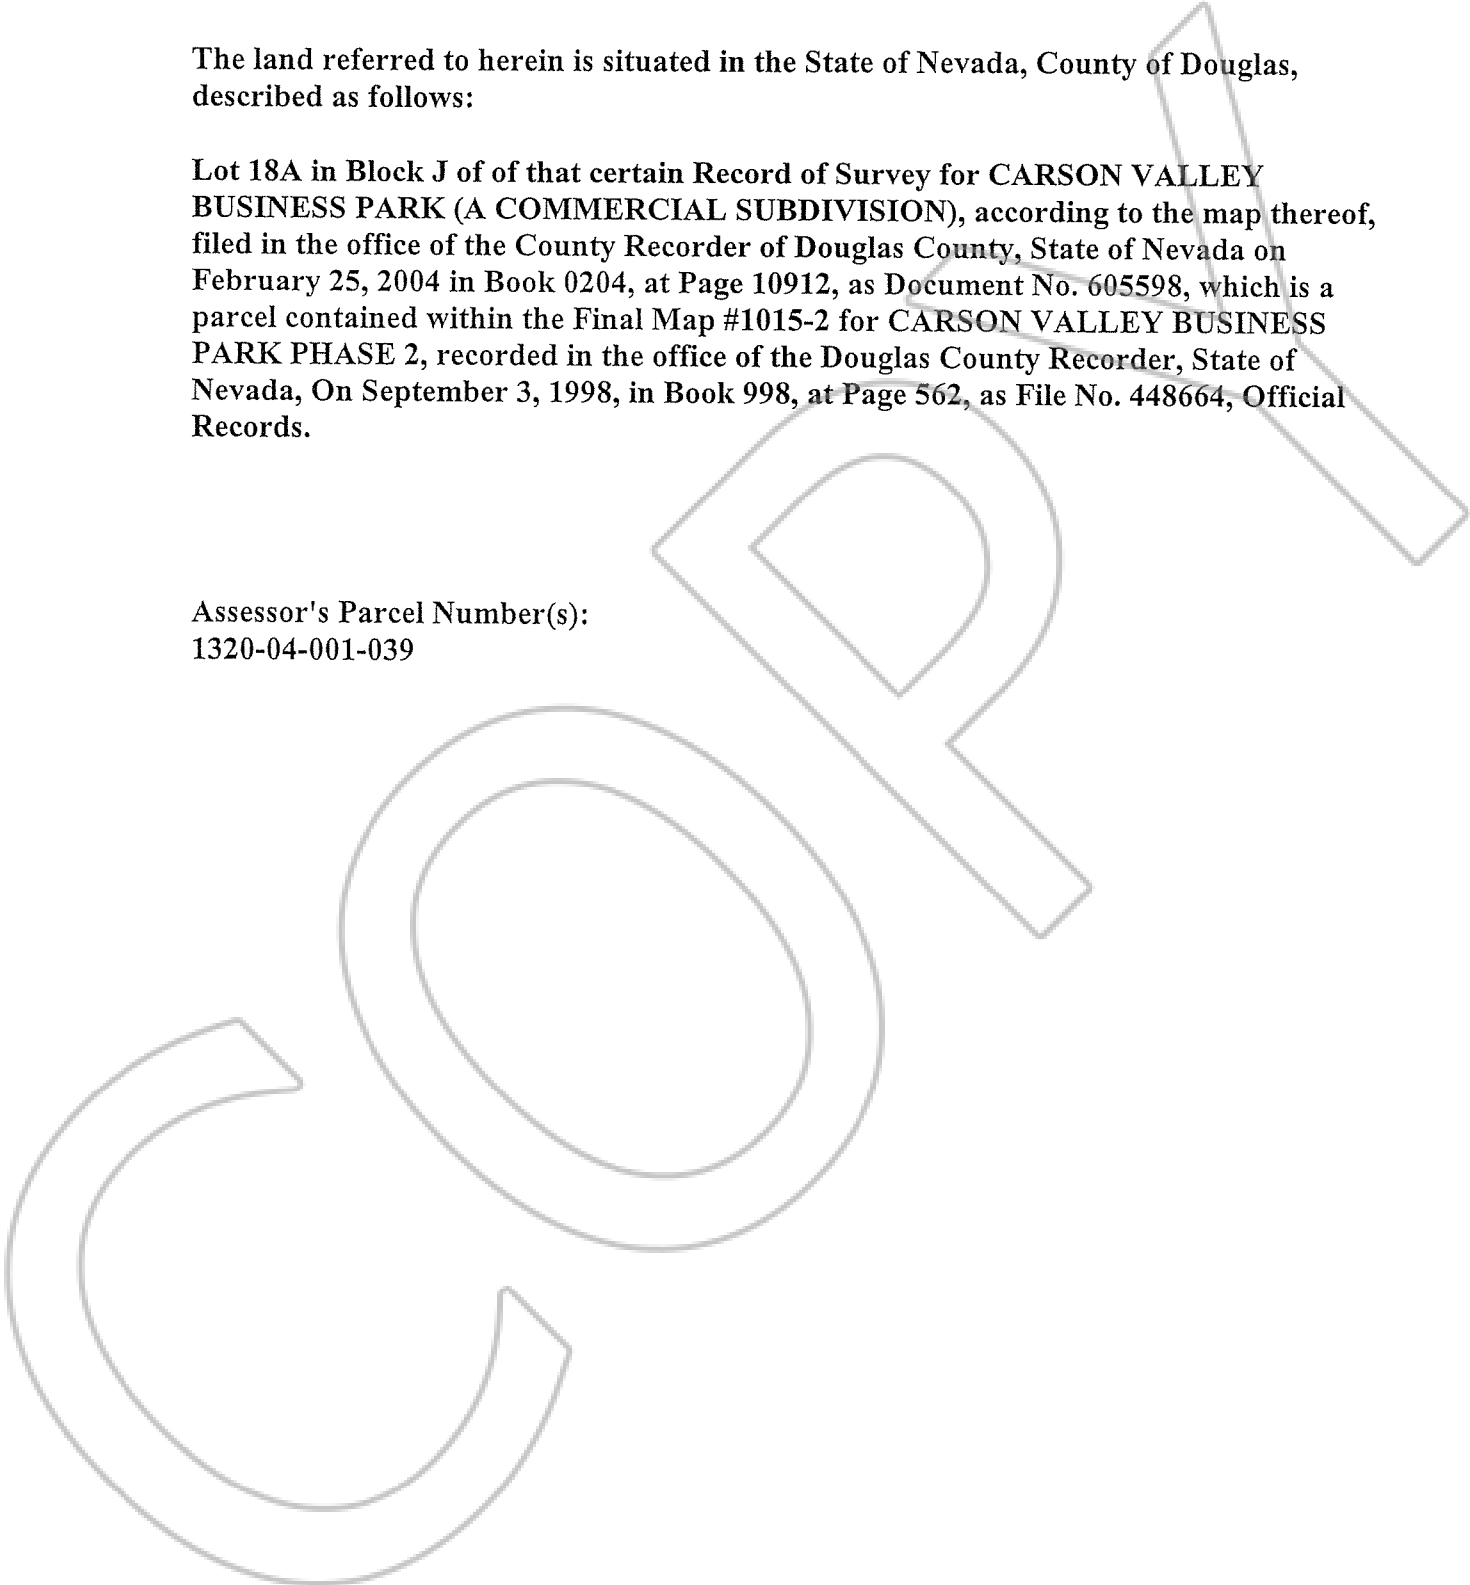 The land referred to herein is situated in the State of Nevada, County of Douglas,
described as follows:
Lot 18A in Block J of of that certain Record of Survey for CARSON VALLEY
BUSINESS PARK (A COMMERCIAL SUBDIVISION), according to the map thereof,
filed in the office of the County Recorder of Douglas County, State of Nevada on
February 25, 2004 in Book 0204, at Page 10912, as Document No. 605598, which is a
parcel contained within the Final Map #1015-2 for CARSON VALLEY BUSINESS
PARK PHASE 2, recorded in the office of the Douglas County Recorder, State of
Nevada, On September 3, 1998, in Book 998, at Page 562, as File No. 448664, Official
Records.
Assessor's Parcel Number(s):
1320-04-001-039
COPY